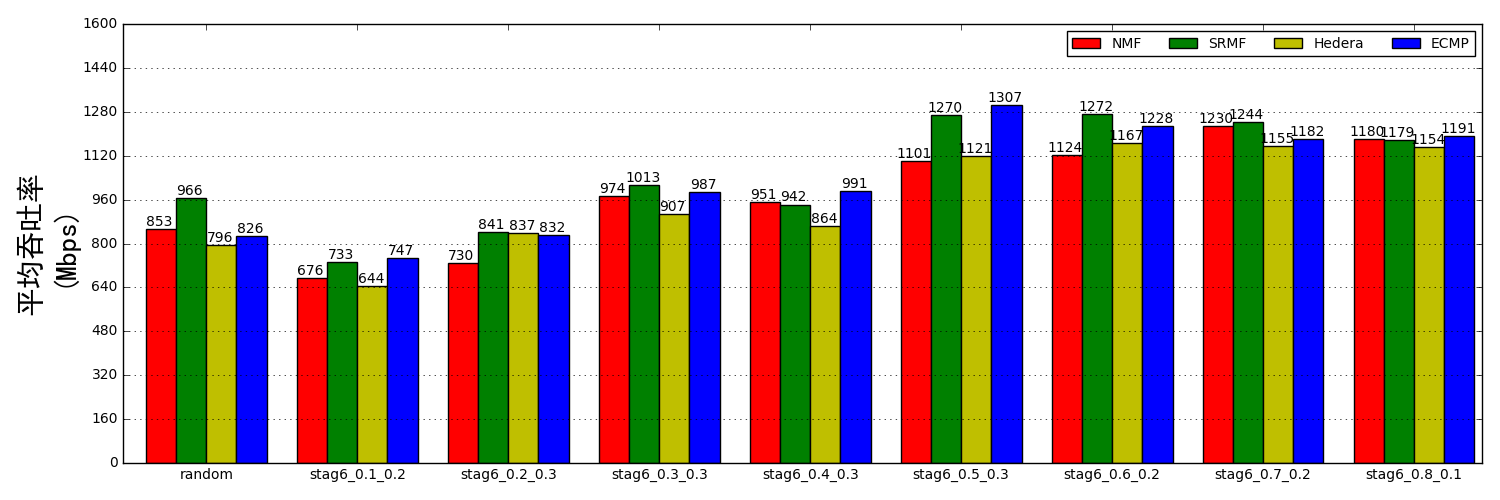 平均吞吐率
(Mbps)
1600
1440
1280
1120
960
800
640
480
320
160
0
NMF SRMF Hedera ECMP
853 966 796 826
676 733 644 747
730 841 837 832
974 1013 907 987
951 942 864 991
1101 1270 1121 1307
1124 1272 1167 1228
1230 1244 1155 1182
1180 1179 1154 1191
random stag6_0.1_0.2 stag6_0.2_0.3 stag6_0.3_0.3 stag6_0.4_0.3 stag6_0.5_0.3 stag6_0.6_0.2 stag6_0.7_0.2 stag6_0.8_0.1